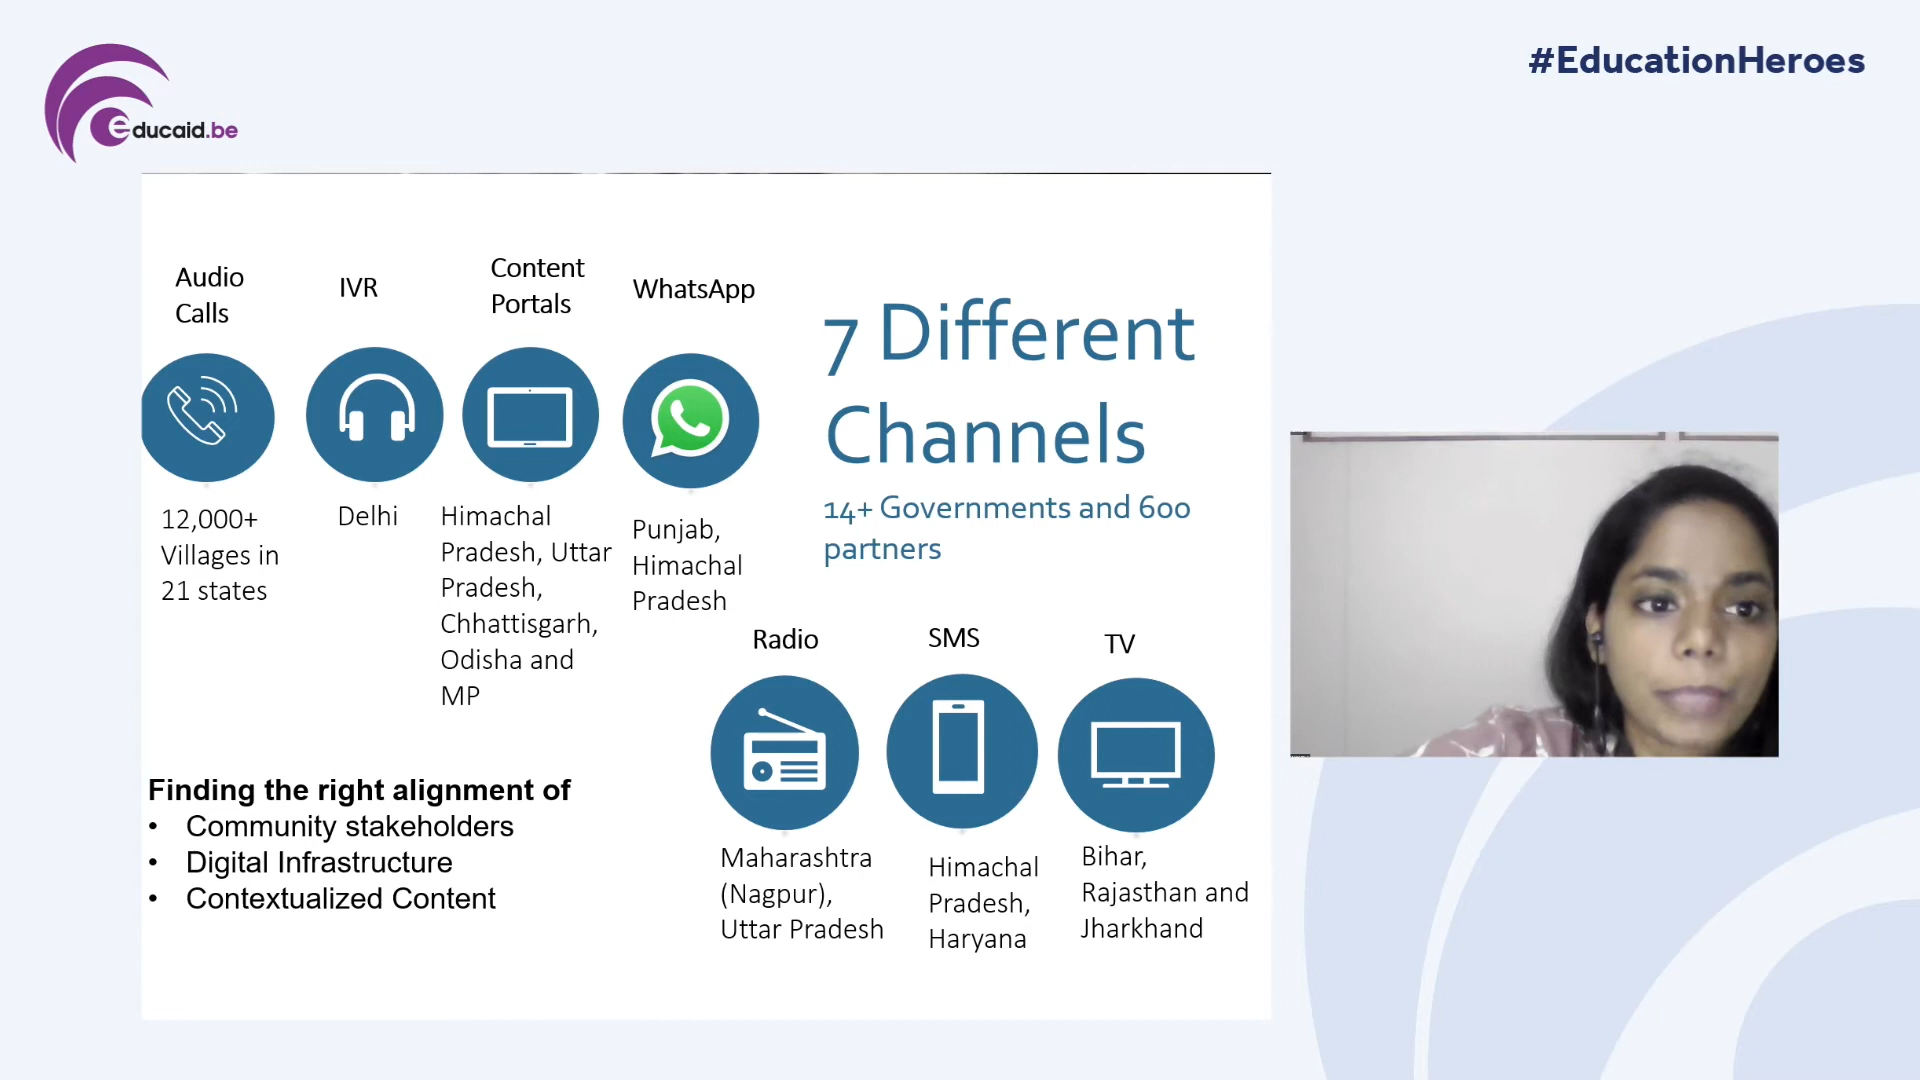 educaid.be
#EducationHeroes
Audio
Calls
IVR
Content
Portals
WhatsApp
12,000+
Villages in
21 states
Delhi
Himachal
Pradesh, Uttar
Pradesh,
Chhattisgarh,
Odisha and
MP
Punjab,
Himachal
Pradesh
7 Different
Channels
14+ Governments and 600
partners
Radio
SMS
TV
Maharashtra
(Nagpur),
Uttar Pradesh
Himachal
Pradesh,
Haryana
Bihar,
Rajasthan and
Jharkhand
Finding the right alignment of
• Community stakeholders
• Digital Infrastructure
• Contextualized Content